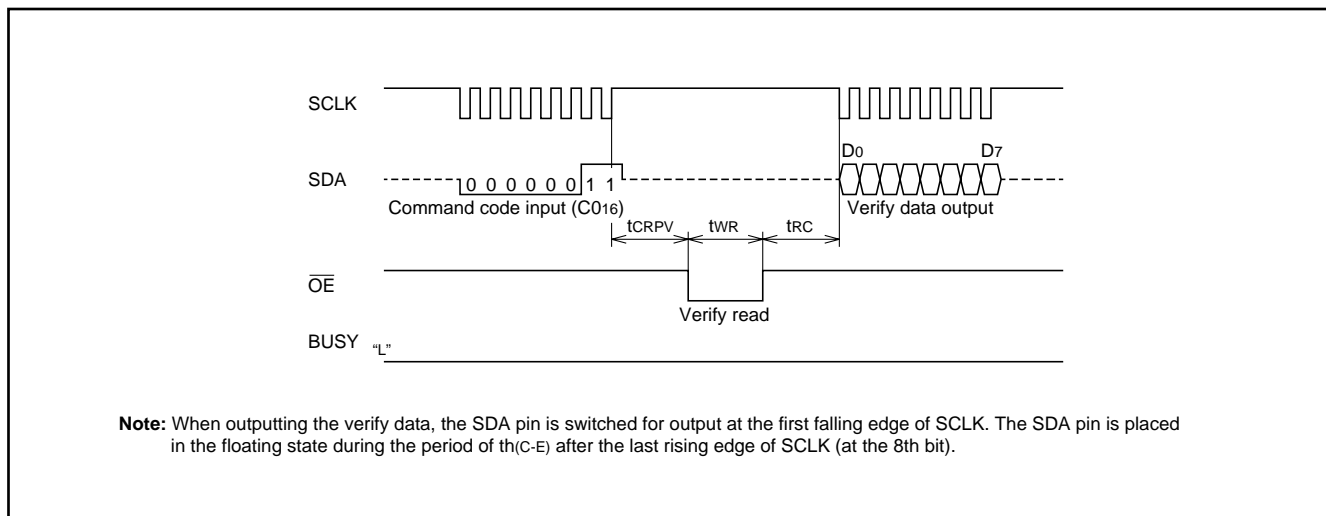 SCLK
D0 D7
SDA
0 0 0 0 0 0 1 1
Command code input (C016)
Verify data output
tCRPV tWR tRC
OE
Verify read
BUSY "L"
Note: When outputting the verify data, the SDA pin is switched for output at the first falling edge of SCLK. The SDA pin is placed
in the floating state during the period of th(C-E) after the last rising edge of SCLK (at the 8th bit).